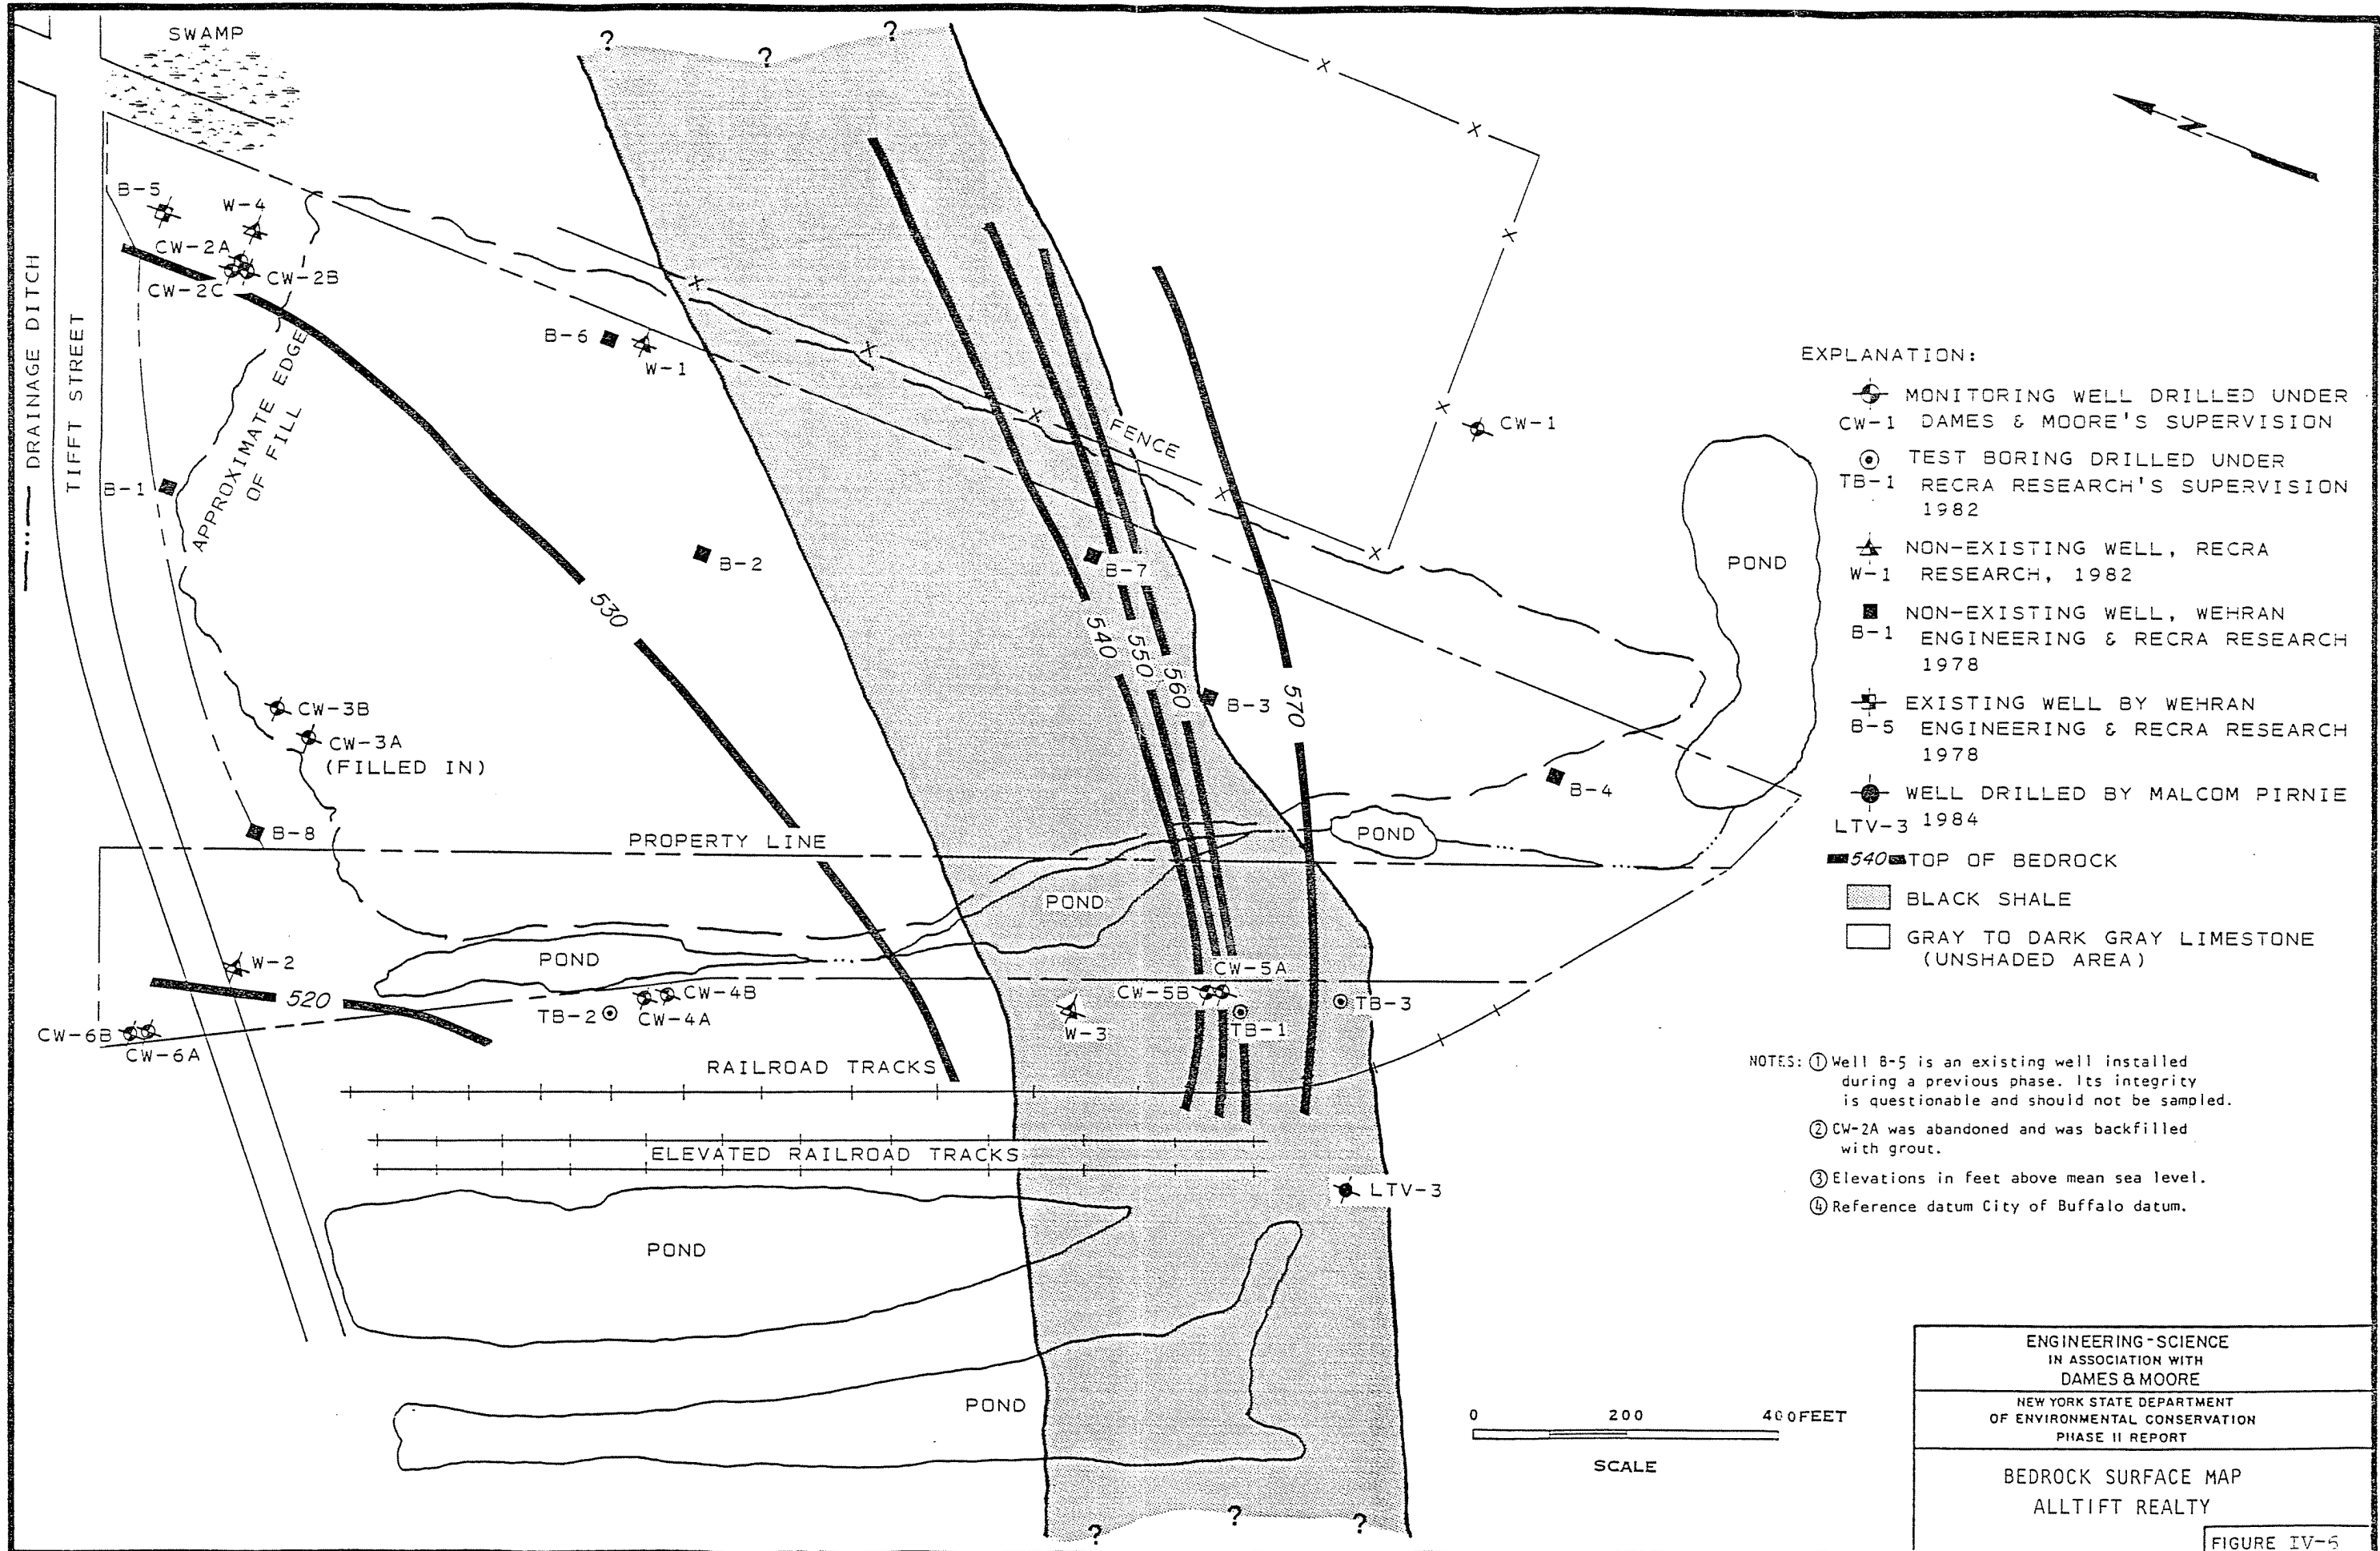 SWAMP
?
?
?
X
X
N
B-5
W-4
CW-2A
CW-2B
CW-2C
X
X
DRAINAGE DITCH
TIFFT STREET
B-6
W-1
X
X
X
FENCE
CW-1
X
X
APPROXIMATE EDGE
OF FILL
B-1
B-2
B-7
530
540
550
560
570
POND
B-3
CW-3B
CW-3A
(FILLED IN)
B-4
B-8
PROPERTY LINE
POND
POND
POND
W-2
520
CW-4B
CW-4A
TB-2
CW-5A
CW-5B
TB-3
TB-1
W-3
CW-6B
CW-6A
RAILROAD TRACKS
ELEVATED RAILROAD TRACKS
LTV-3
POND
POND
?
?
?
EXPLANATION:
MONITORING WELL DRILLED UNDER
CW-1 DAMES & MOORE'S SUPERVISION
TEST BORING DRILLED UNDER
TB-1 RECRA RESEARCH'S SUPERVISION
1982
NON-EXISTING WELL, RECRA
W-1 RESEARCH, 1982
NON-EXISTING WELL, WEHRAN
B-1 ENGINEERING & RECRA RESEARCH
1978
EXISTING WELL BY WEHRAN
B-5 ENGINEERING & RECRA RESEARCH
1978
WELL DRILLED BY MALCOM PIRNIE
LTV-3 1984
540 TOP OF BEDROCK
BLACK SHALE
GRAY TO DARK GRAY LIMESTONE
(UNSHADED AREA)
NOTES: ① Well B-5 is an existing well installed
during a previous phase. Its integrity
is questionable and should not be sampled.
② CW-2A was abandoned and was backfilled
with grout.
③ Elevations in feet above mean sea level.
④ Reference datum City of Buffalo datum.
0 200 400FEET
SCALE
ENGINEERING-SCIENCE
IN ASSOCIATION WITH
DAMES & MOORE
NEW YORK STATE DEPARTMENT
OF ENVIRONMENTAL CONSERVATION
PHASE II REPORT
BEDROCK SURFACE MAP
ALLTIFT REALTY
FIGURE IV-6